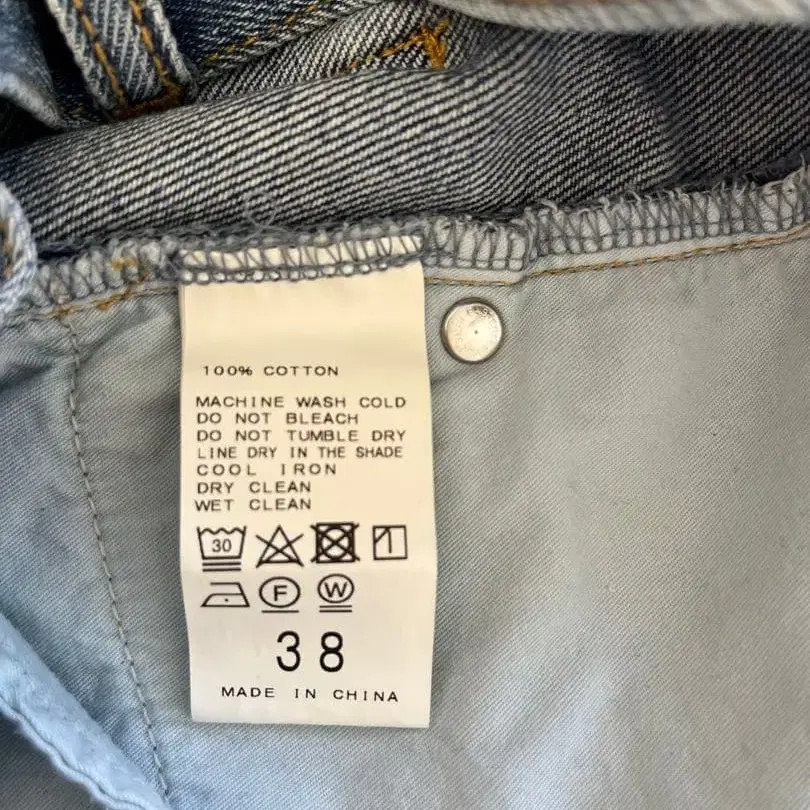 100% COTTON
MACHINE WASH COLD
DO NOT BLEACH
DO NOT TUMBLE DRY
LINE DRY IN THE SHADE
COOL IRON
DRY CLEAN
WET CLEAN
30
F W
38
MADE IN CHINA